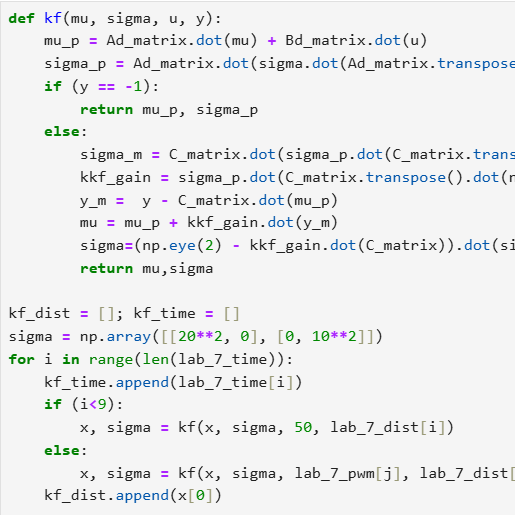 def kf(mu, sigma, u, y):
    mu_p = Ad_matrix.dot(mu) + Bd_matrix.dot(u)
    sigma_p = Ad_matrix.dot(sigma.dot(Ad_matrix.transpose
    if (y == -1):
        return mu_p, sigma_p
    else:
        sigma_m = C_matrix.dot(sigma_p.dot(C_matrix.trans
        kkf_gain = sigma_p.dot(C_matrix.transpose().dot(n
        y_m =  y - C_matrix.dot(mu_p)
        mu = mu_p + kkf_gain.dot(y_m)
        sigma=(np.eye(2) - kkf_gain.dot(C_matrix)).dot(si
        return mu,sigma

kf_dist = []; kf_time = []
sigma = np.array([[20**2, 0], [0, 10**2]])
for i in range(len(lab_7_time)):
    kf_time.append(lab_7_time[i])
    if (i<9):
        x, sigma = kf(x, sigma, 50, lab_7_dist[i])
    else:
        x, sigma = kf(x, sigma, lab_7_pwm[j], lab_7_dist[
    kf_dist.append(x[0])